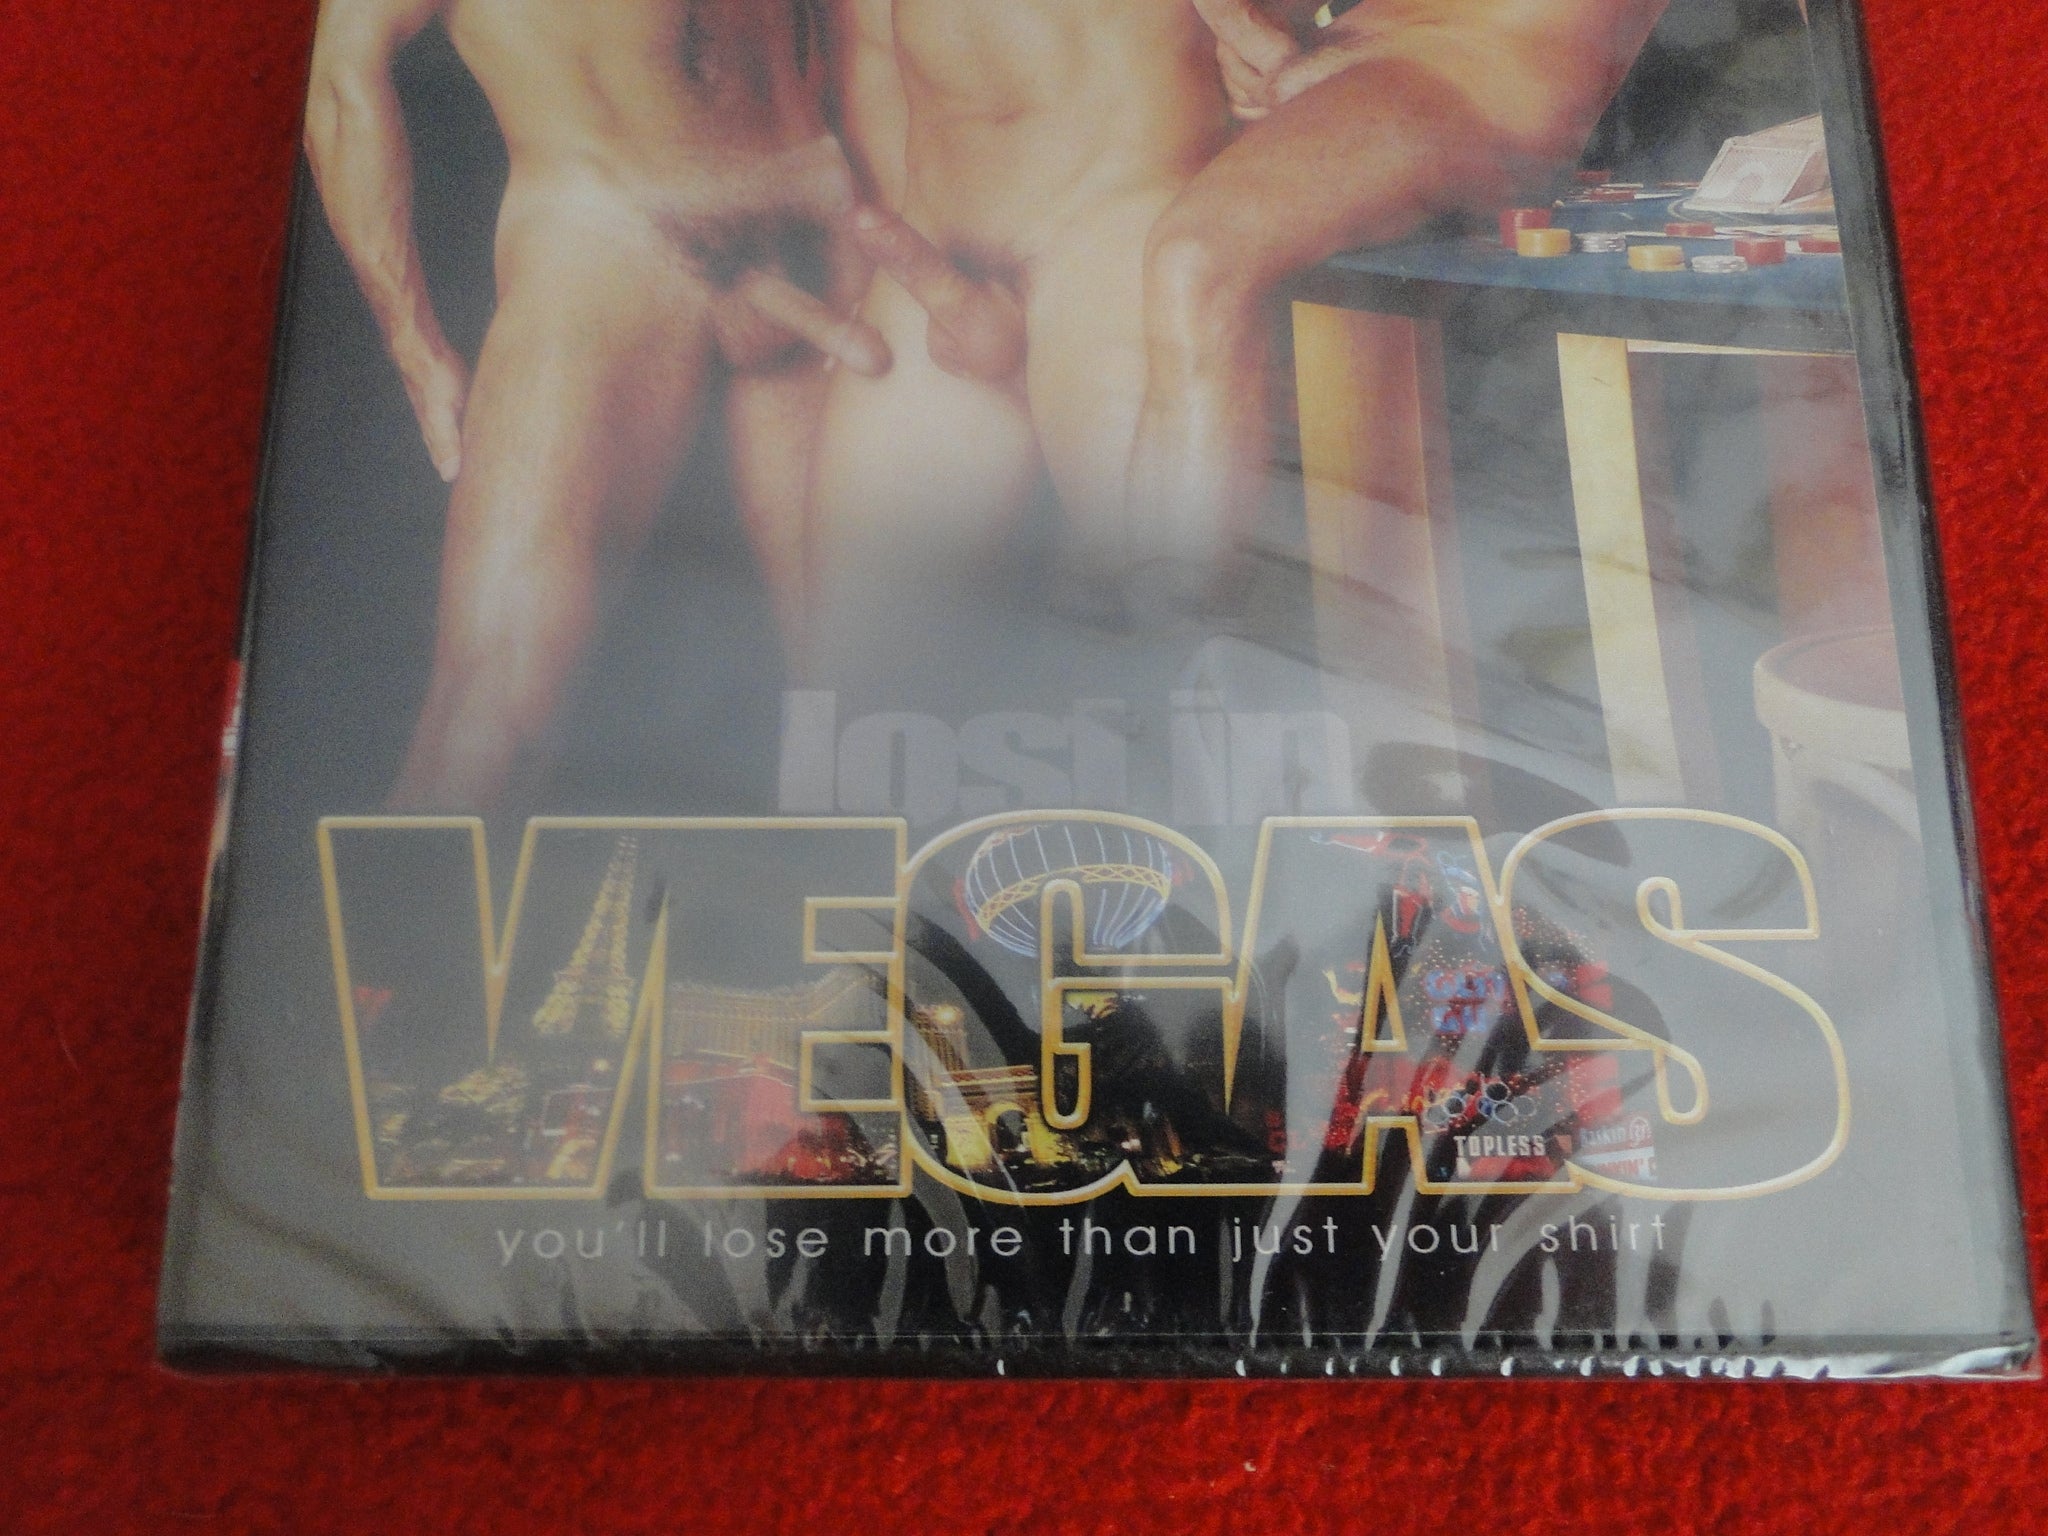 lost in
VEGAS
TOPLESS
you'll lose more than just your shirt